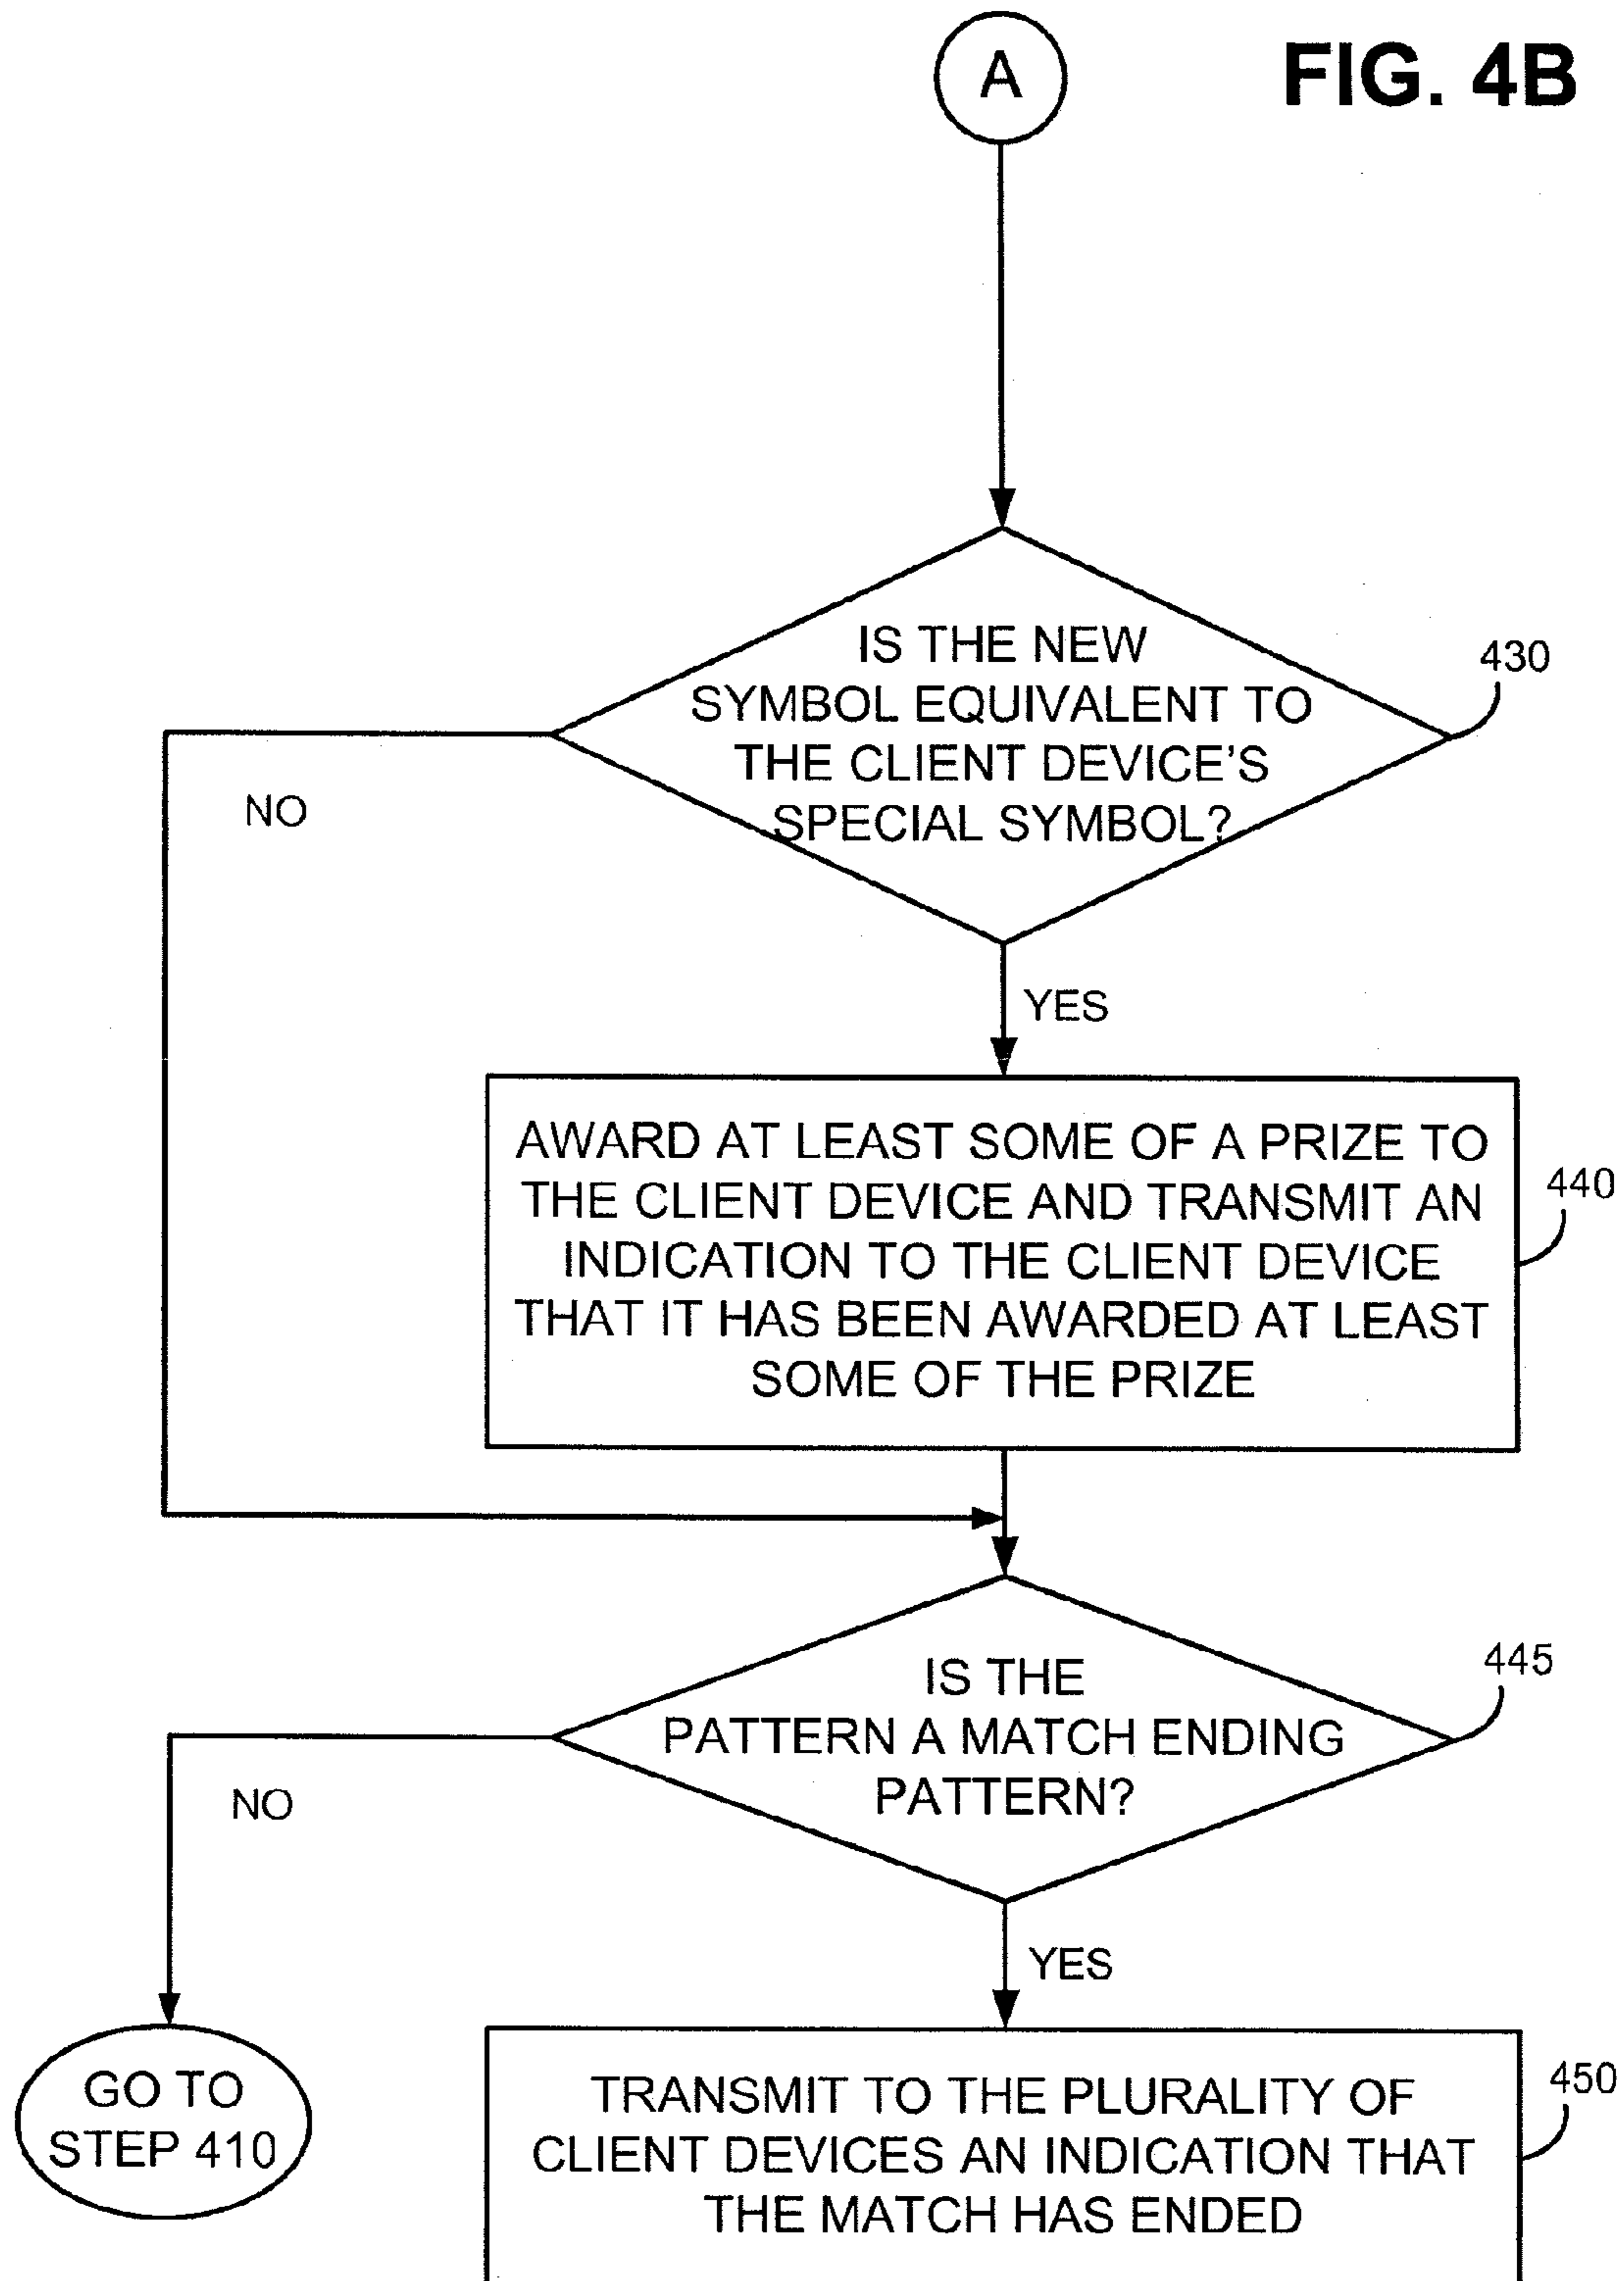 A
FIG. 4B
IS THE NEW
SYMBOL EQUIVALENT TO
THE CLIENT DEVICE'S
SPECIAL SYMBOL?
430
NO
YES
AWARD AT LEAST SOME OF A PRIZE TO
THE CLIENT DEVICE AND TRANSMIT AN
INDICATION TO THE CLIENT DEVICE
THAT IT HAS BEEN AWARDED AT LEAST
SOME OF THE PRIZE
440
IS THE
PATTERN A MATCH ENDING
PATTERN?
445
NO
YES
GO TO
STEP 410
TRANSMIT TO THE PLURALITY OF
CLIENT DEVICES AN INDICATION THAT
THE MATCH HAS ENDED
450